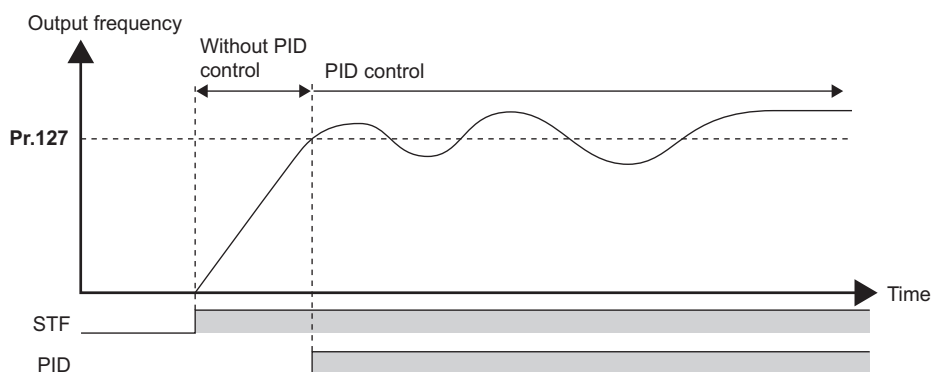 Output frequency
Without PID
control
PID control
Pr.127
Time
STF
PID